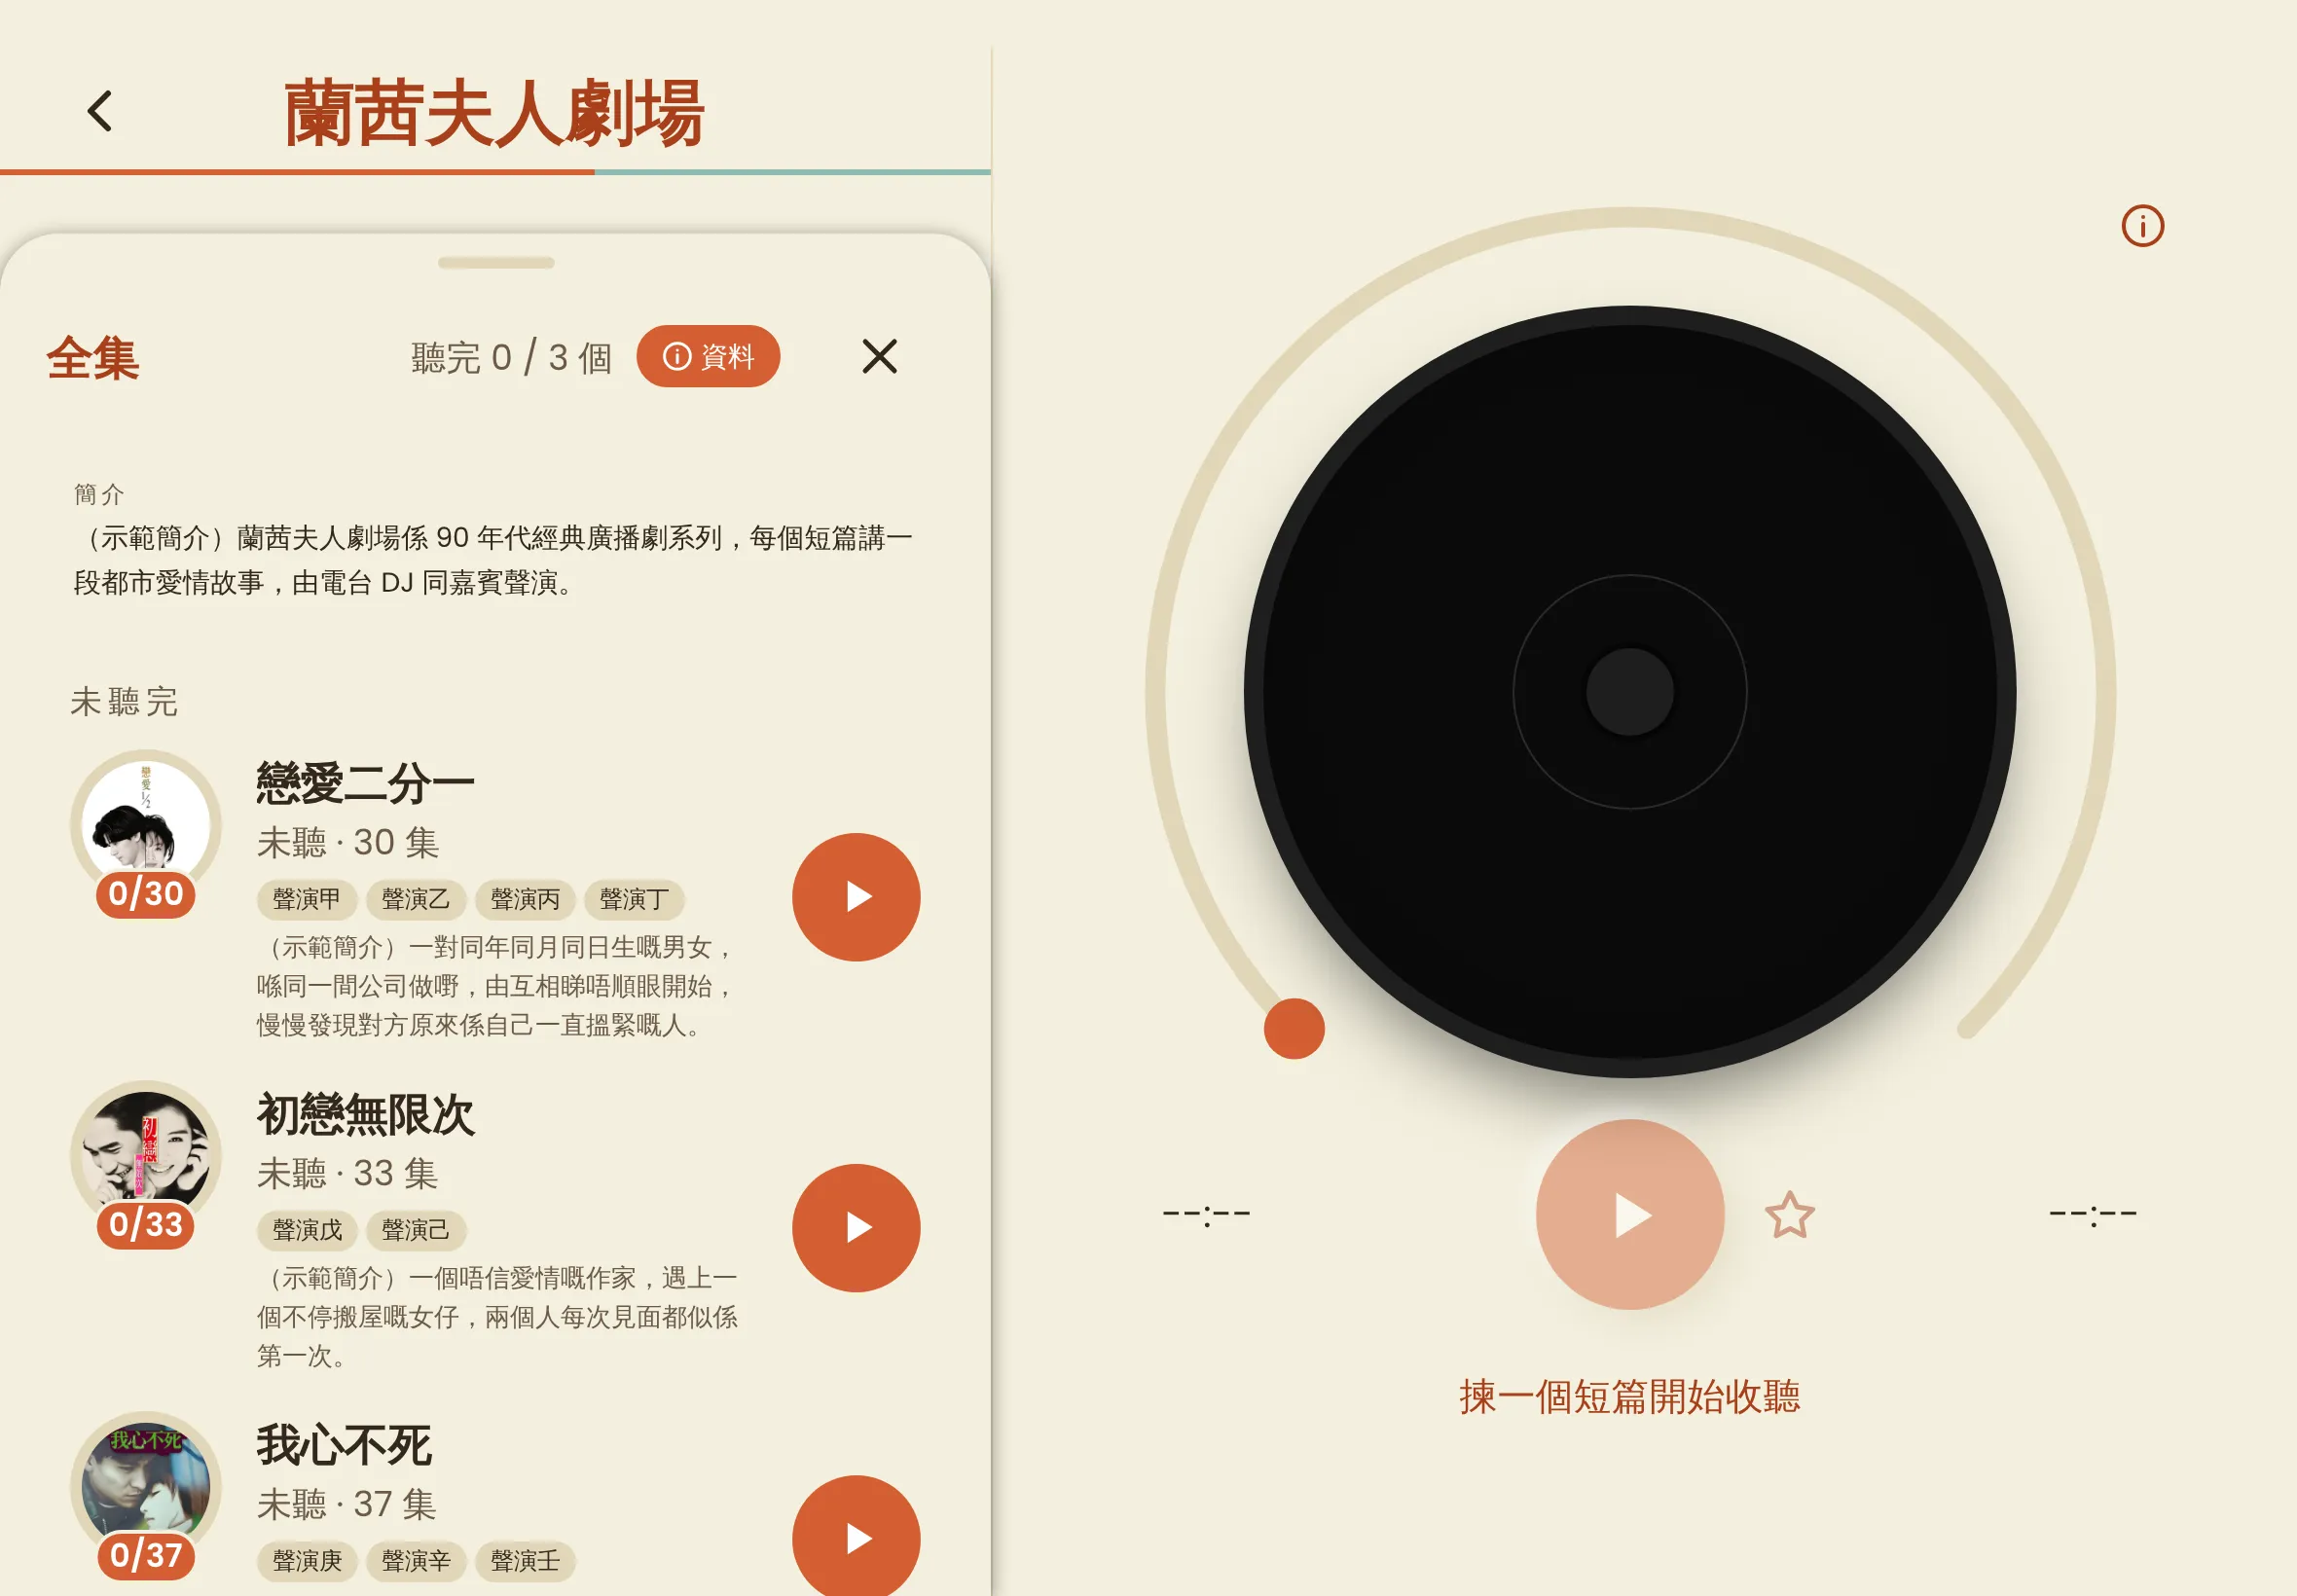 蘭茜夫人劇場
全集
聽完 0 / 3 個
資料
簡介
（示範簡介）蘭茜夫人劇場係 90 年代經典廣播劇系列，每個短篇講一
段都市愛情故事，由電台 DJ 同嘉賓聲演。
未聽完
戀愛
1/2
0/30
戀愛二分一
未聽 · 30 集
聲演甲 聲演乙 聲演丙 聲演丁
（示範簡介）一對同年同月同日生嘅男女，
喺同一間公司做嘢，由互相睇唔順眼開始，
慢慢發現對方原來係自己一直搵緊嘅人。
初戀
0/33
初戀無限次
未聽 · 33 集
聲演戊 聲演己
（示範簡介）一個唔信愛情嘅作家，遇上一
個不停搬屋嘅女仔，兩個人每次見面都似係
第一次。
我心不死
0/37
我心不死
未聽 · 37 集
聲演庚 聲演辛 聲演壬
--:--
--:--
揀一個短篇開始收聽